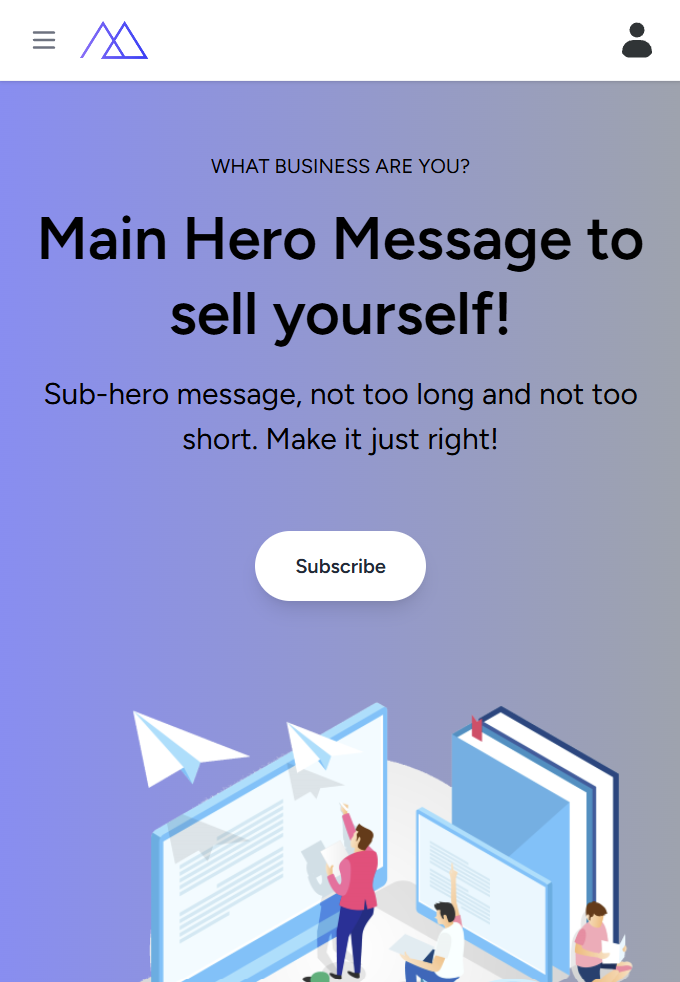 WHAT BUSINESS ARE YOU?
Main Hero Message to
sell yourself!
Sub-hero message, not too long and not too
short. Make it just right!
Subscribe